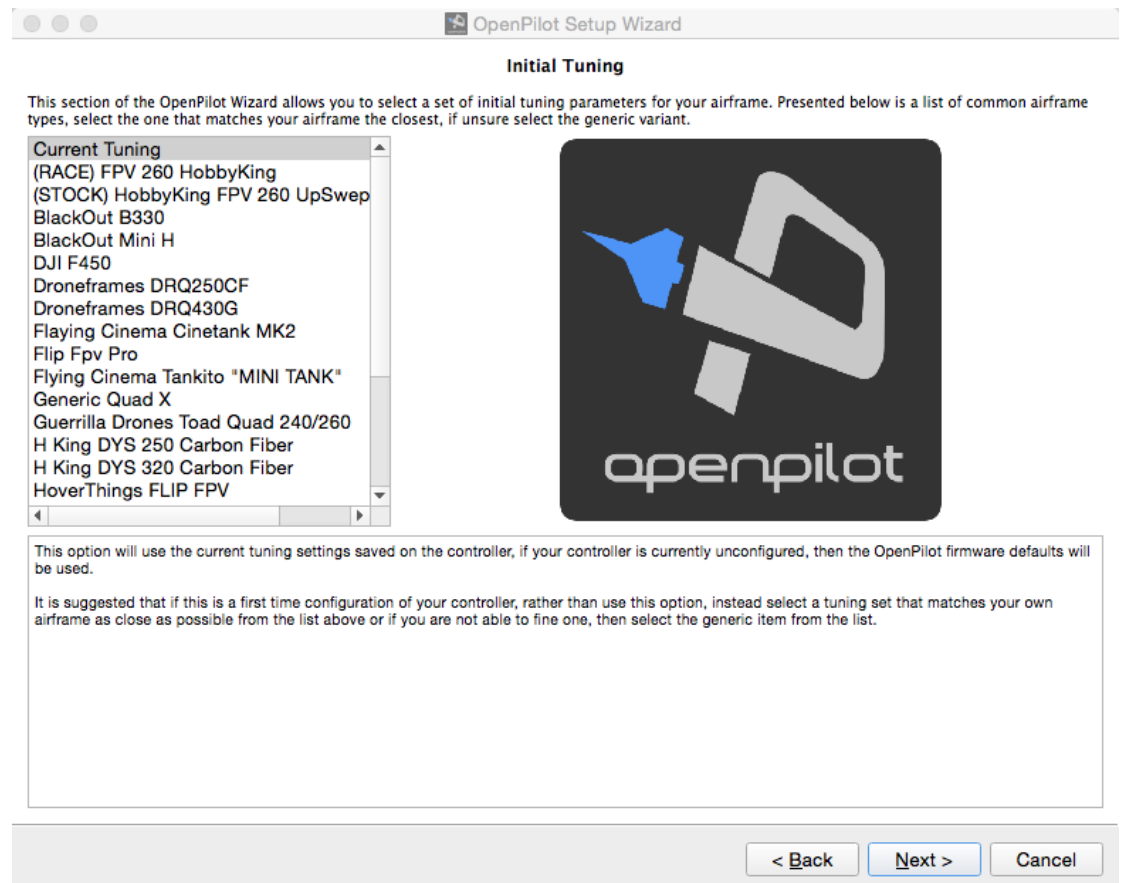 OpenPilot Setup Wizard
Initial Tuning
This section of the OpenPilot Wizard allows you to select a set of initial tuning parameters for your airframe. Presented below is a list of common airframe
types, select the one that matches your airframe the closest, if unsure select the generic variant.
Current Tuning
(RACE) FPV 260 HobbyKing
(STOCK) HobbyKing FPV 260 UpSwep
BlackOut B330
BlackOut Mini H
DJI F450
Droneframes DRQ250CF
Droneframes DRQ430G
Flaying Cinema Cinetank MK2
Flip Fpv Pro
Flying Cinema Tankito "MINI TANK"
Generic Quad X
Guerrilla Drones Toad Quad 240/260
H King DYS 250 Carbon Fiber
H King DYS 320 Carbon Fiber
HoverThings FLIP FPV
openpilot
This option will use the current tuning settings saved on the controller, if your controller is currently unconfigured, then the OpenPilot firmware defaults will
be used.
It is suggested that if this is a first time configuration of your controller, rather than use this option, instead select a tuning set that matches your own
airframe as close as possible from the list above or if you are not able to fine one, then select the generic item from the list.
< Back
Next >
Cancel